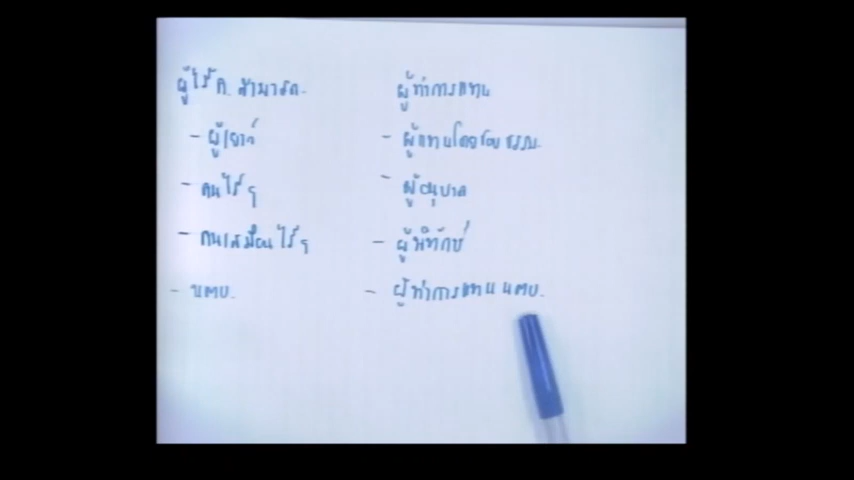 ผู้ไร้ค. สามารถ. ผู้ทำการแทน
- ผู้เยาว์ - ผู้แทนโดยชอบธรรม.
- คนไร้ฯ - ผู้อนุบาล
- คนเสมือนไร้ฯ - ผู้พิทักษ์
- นตบ. - ผู้ทำการแทน นตบ.